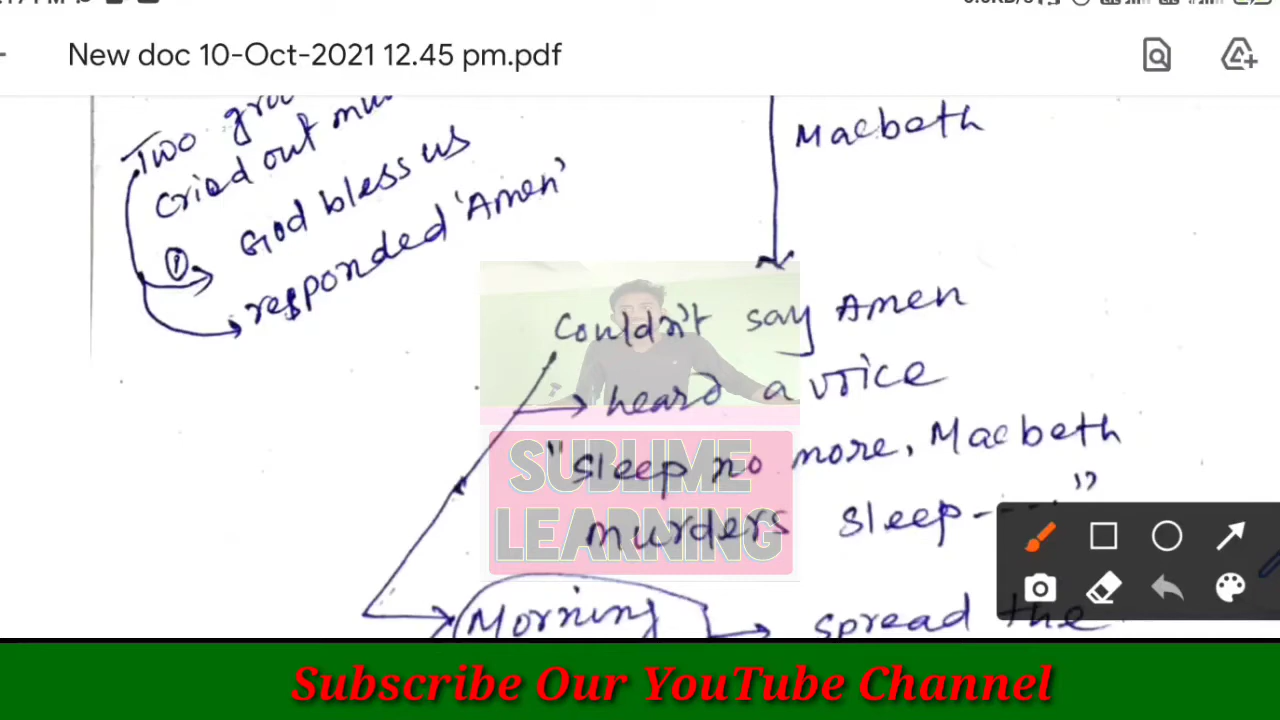 New doc 10-Oct-2021 12.45 pm.pdf
Two
cried out
God bless us
①
responded 'Amen'
Macbeth
Couldn't say Amen
heard a voice
"Sleep no more, Macbeth
murders sleep---"
Morning spread the
SUBLIME
LEARNING
Subscribe Our YouTube Channel